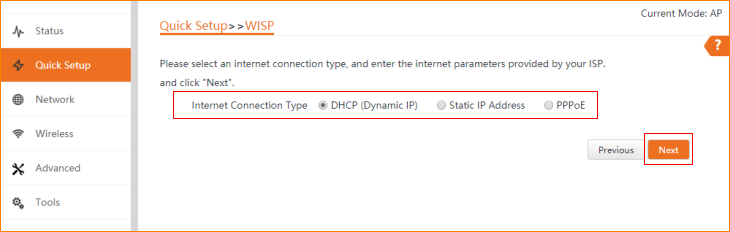 Current Mode: AP
Status
Quick Setup
Network
Wireless
Advanced
Tools
Quick Setup>>WISP
?
Please select an internet connection type, and enter the internet parameters provided by your ISP.
and click "Next".
Internet Connection Type DHCP (Dynamic IP) Static IP Address PPPoE
Previous Next